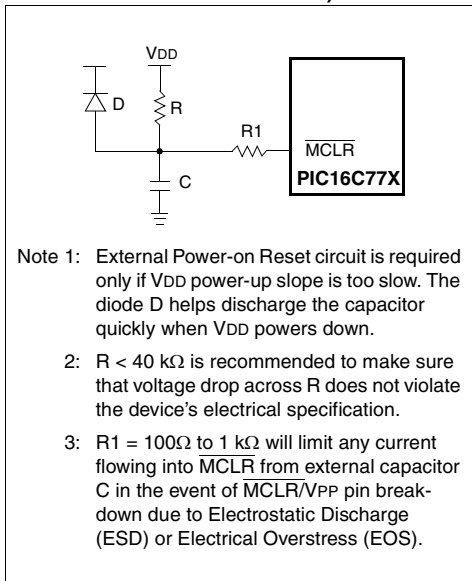 VDD
D
R
R1
MCLR
PIC16C77X
C
Note 1: External Power-on Reset circuit is required
only if VDD power-up slope is too slow. The
diode D helps discharge the capacitor
quickly when VDD powers down.
2: R < 40 kΩ is recommended to make sure
that voltage drop across R does not violate
the device's electrical specification.
3: R1 = 100Ω to 1 kΩ will limit any current
flowing into MCLR from external capacitor
C in the event of MCLR/VPP pin break-
down due to Electrostatic Discharge
(ESD) or Electrical Overstress (EOS).